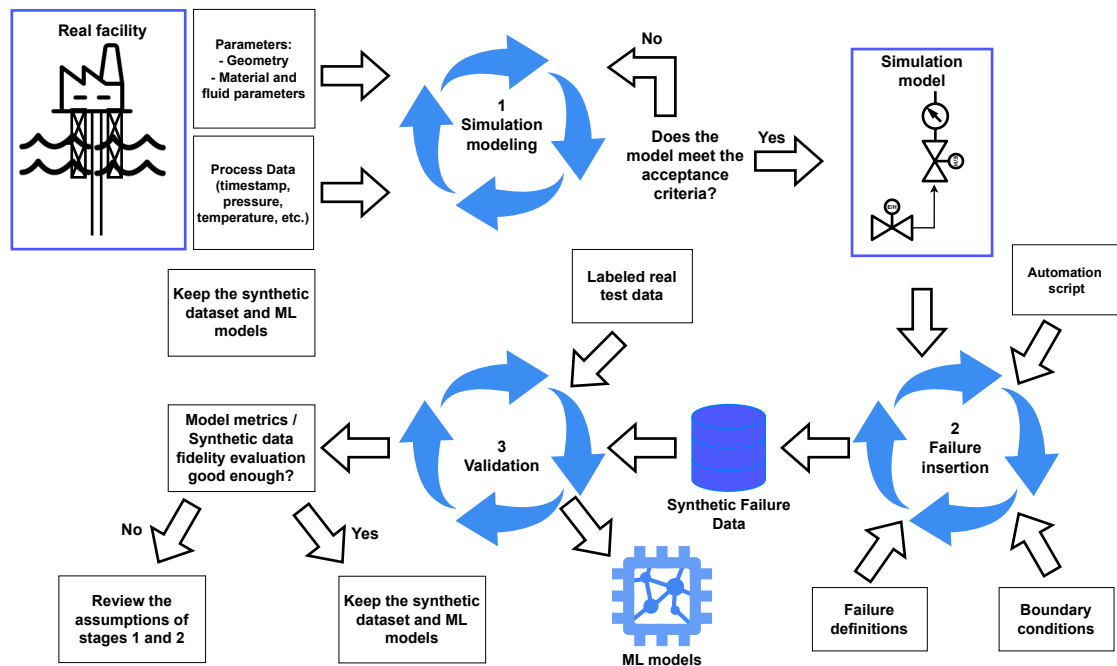 Real facility
Parameters:
- Geometry
- Material and
fluid parameters
Process Data
(timestamp,
pressure,
temperature, etc.)
1
Simulation
modeling
No
Does the
model meet the
acceptance
criteria?
Yes
Simulation
model
E/H
Keep the synthetic
dataset and ML
models
Labeled real
test data
Automation
script
Model metrics /
Synthetic data
fidelity evaluation
good enough?
3
Validation
Synthetic Failure
Data
2
Failure
insertion
No
Yes
Review the
assumptions of
stages 1 and 2
Keep the synthetic
dataset and ML
models
ML models
Failure
definitions
Boundary
conditions